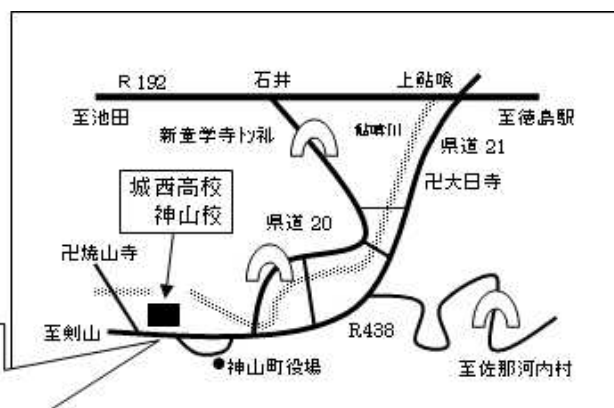 R 192
石井
上鮎喰
至池田
至徳島駅
新童学寺トンネル
鮎喰川
県道 21
卍大日寺
城西高校
神山校
県道 20
卍焼山寺
至剣山
R438
神山町役場
至佐那河内村